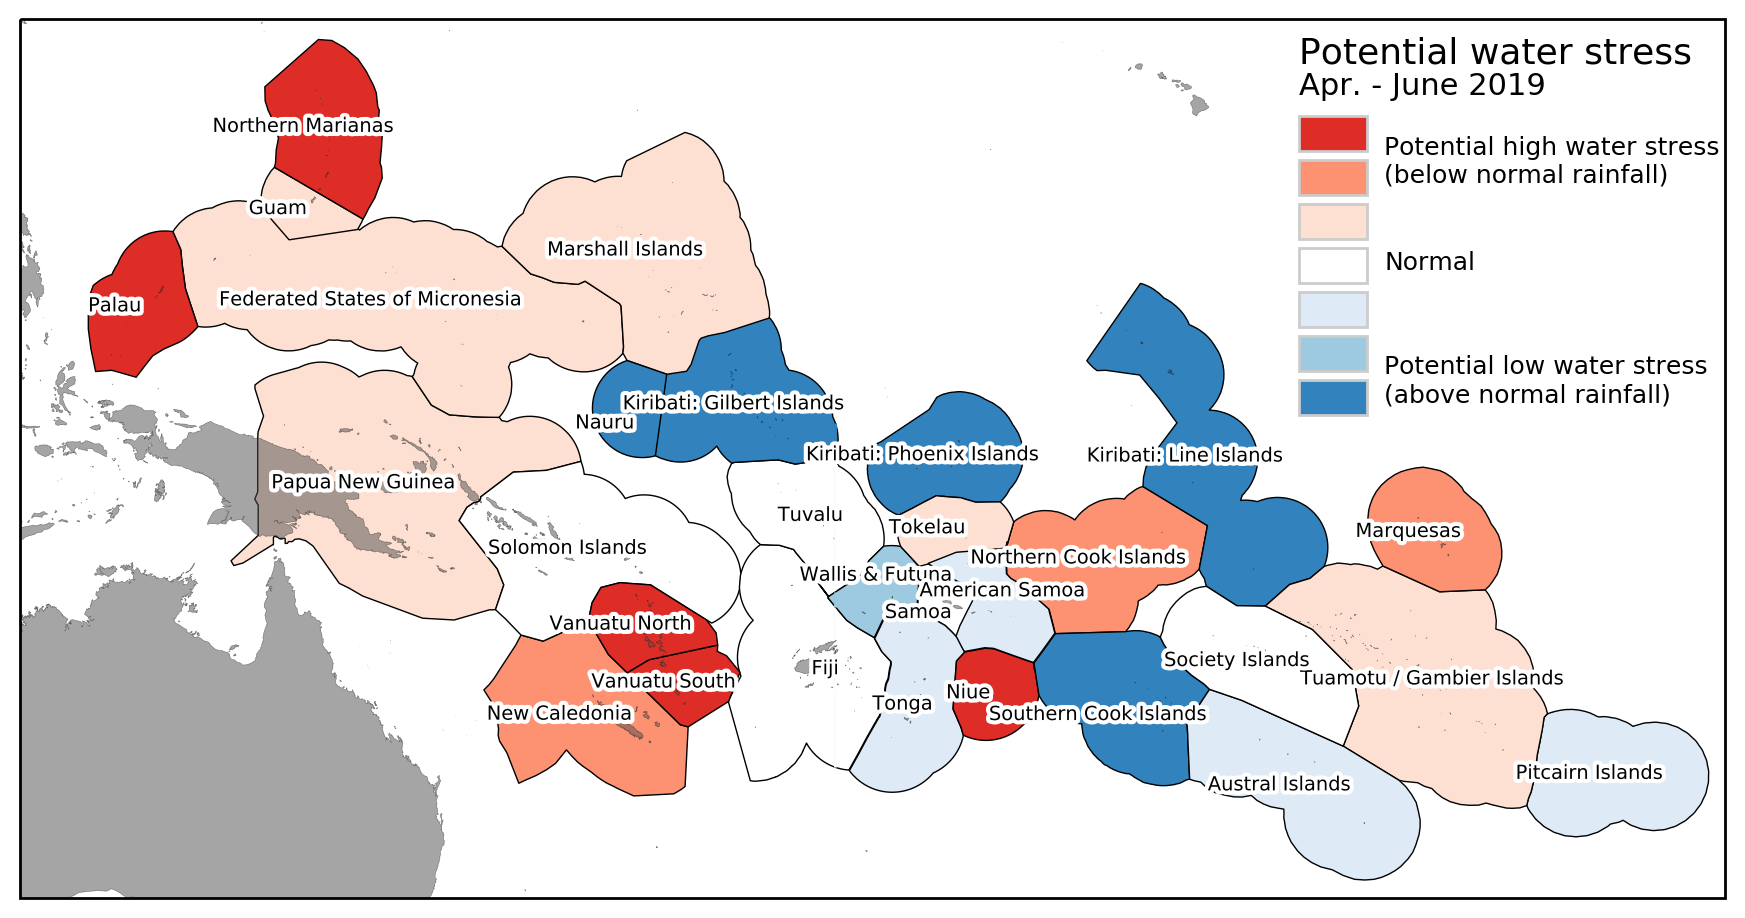 Potential water stress
Apr. - June 2019
Potential high water stress
(below normal rainfall)
Normal
Potential low water stress
(above normal rainfall)
Northern Marianas
Guam
Marshall Islands
Palau
Federated States of Micronesia
Kiribati: Gilbert Islands
Nauru
Kiribati: Phoenix Islands
Kiribati: Line Islands
Papua New Guinea
Tuvalu
Tokelau
Marquesas
Solomon Islands
Northern Cook Islands
Wallis & Futuna
American Samoa
Samoa
Vanuatu North
Society Islands
Fiji
Vanuatu South
Tuamotu / Gambier Islands
Niue
Tonga
New Caledonia
Southern Cook Islands
Pitcairn Islands
Austral Islands